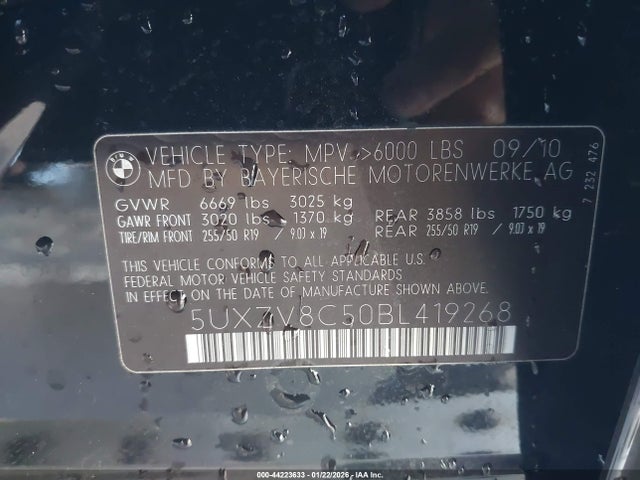 BMW
VEHICLE TYPE: MPV >6000 LBS 09/10
MFD BY BAYERISCHE MOTORENWERKE AG
7 232 476
GVWR 6669 lbs 3025 kg
GAWR FRONT 3020 lbs 1370 kg REAR 3858 lbs 1750 kg
TIRE/RIM FRONT 255/50 R19 / 9.0J x 19 REAR 255/50 R19 / 9.0J x 19
THIS VEHICLE CONFORMS TO ALL APPLICABLE U.S.
FEDERAL MOTOR VEHICLE SAFETY STANDARDS
IN EFFECT ON THE DATE OF MANUFACTURE SHOWN ABOVE.
5UXZV8C50BL419268
000-44223633 - 01/22/2026 - IAA Inc.